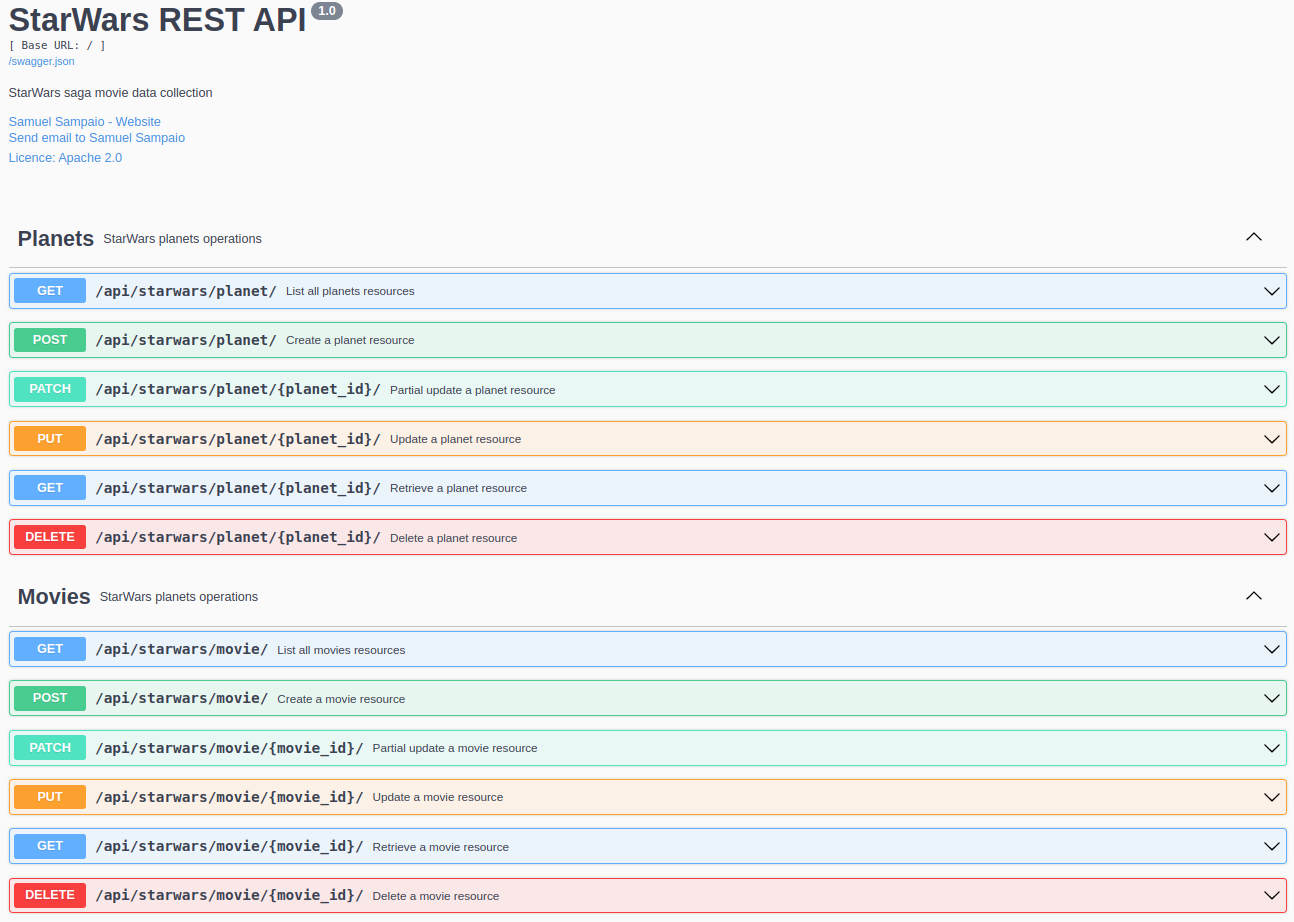 StarWars REST API 1.0
[ Base URL: / ]
/swagger.json
StarWars saga movie data collection
Samuel Sampaio - Website
Send email to Samuel Sampaio
Licence: Apache 2.0
Planets StarWars planets operations
GET /api/starwars/planet/ List all planets resources
POST /api/starwars/planet/ Create a planet resource
PATCH /api/starwars/planet/{planet_id}/ Partial update a planet resource
PUT /api/starwars/planet/{planet_id}/ Update a planet resource
GET /api/starwars/planet/{planet_id}/ Retrieve a planet resource
DELETE /api/starwars/planet/{planet_id}/ Delete a planet resource
Movies StarWars planets operations
GET /api/starwars/movie/ List all movies resources
POST /api/starwars/movie/ Create a movie resource
PATCH /api/starwars/movie/{movie_id}/ Partial update a movie resource
PUT /api/starwars/movie/{movie_id}/ Update a movie resource
GET /api/starwars/movie/{movie_id}/ Retrieve a movie resource
DELETE /api/starwars/movie/{movie_id}/ Delete a movie resource